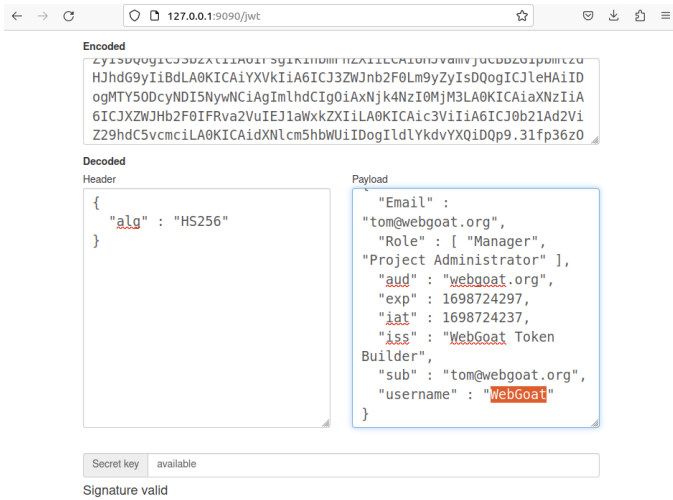 127.0.0.1:9090/jwt
Encoded
HJhdG9yIiBdLA0KICAiYXVkIiA6ICJ3ZWJnb2F0Lm9yZyIsDQogICJleHAiID
ogMTY5ODcyNDI5NywNCiAgImlhdCIgOiAxNjk4NzI0MjM3LA0KICAiaXNzIiA
6ICJXZWJHb2F0IFRva2VuIEJ1aWxkZXIiLA0KICAic3ViIiA6ICJ0b21Ad2Vi
Z29hdC5vcmciLA0KICAidXNlcm5hbWUiIDogIldlYkdvYXQiDQp9.31fp36zO
Decoded
Header
Payload
{
"alg" : "HS256"
}
{
"Email" :
"tom@webgoat.org",
"Role" : [ "Manager",
"Project Administrator" ],
"aud" : "webgoat.org",
"exp" : 1698724297,
"iat" : 1698724237,
"iss" : "WebGoat Token
Builder",
"sub" : "tom@webgoat.org",
"username" : "WebGoat"
}
Secret key available
Signature valid